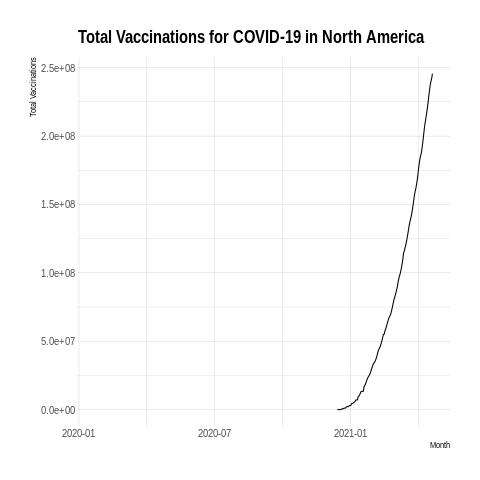 Total Vaccinations for COVID-19 in North America
Total Vaccinations
2.5e+08
2.0e+08
1.5e+08
1.0e+08
5.0e+07
0.0e+00
2020-01 2020-07 2021-01
Month